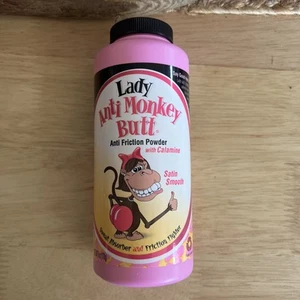 Lady
Anti Monkey
Butt
Anti Friction Powder
with Calamine
Satin
Smooth
Sweat Absorber and Friction Fighter